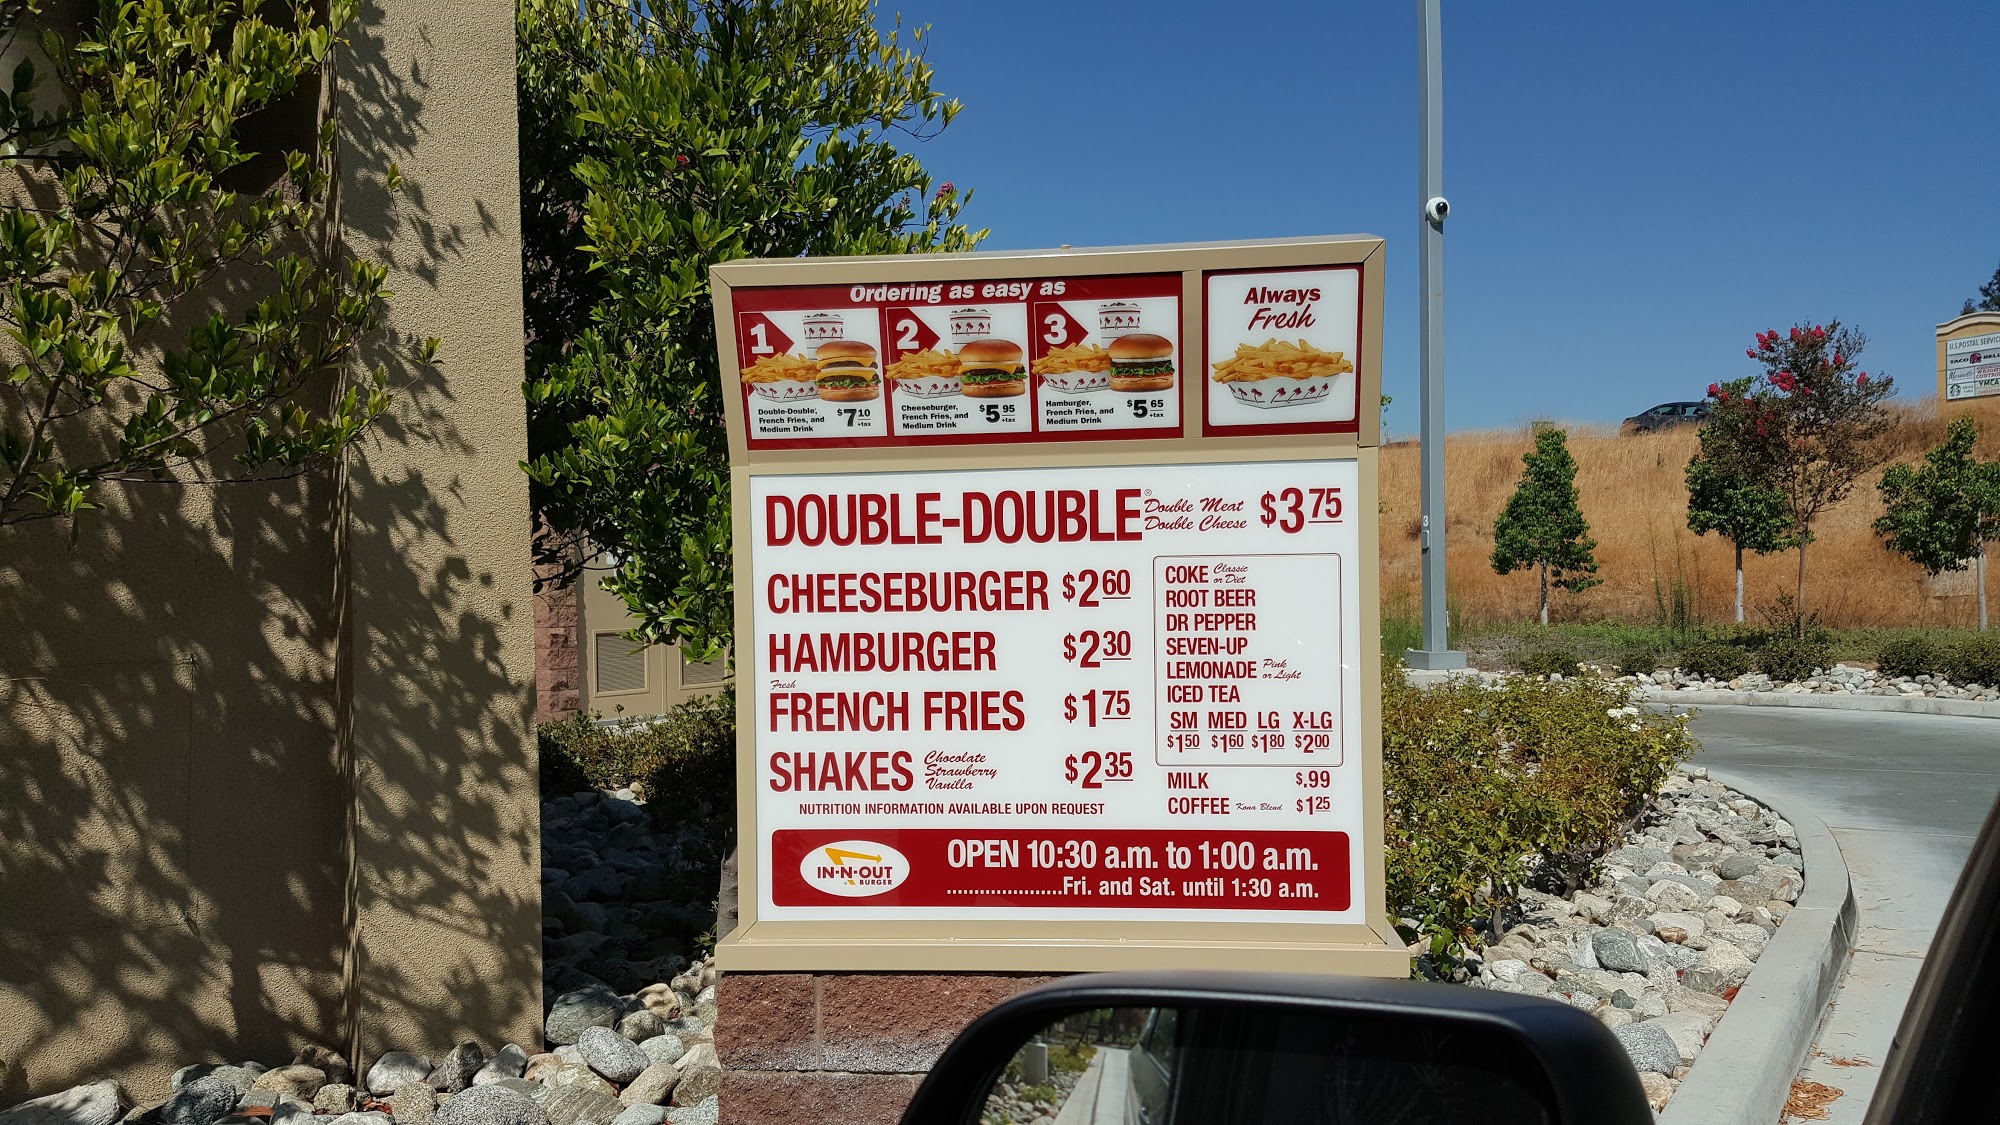 Ordering as easy as
1
Double-Double,
French Fries, and
Medium Drink
$7 10
+tax
2
Cheeseburger,
French Fries, and
Medium Drink
$5 95
+tax
3
Hamburger,
French Fries, and
Medium Drink
$5 65
+tax
Always
Fresh
DOUBLE-DOUBLE® Double Meat
Double Cheese $3 75
CHEESEBURGER $2 60
HAMBURGER $2 30
Fresh
FRENCH FRIES $1 75
SHAKES Chocolate
Strawberry
Vanilla $2 35
NUTRITION INFORMATION AVAILABLE UPON REQUEST
COKE Classic
or Diet
ROOT BEER
DR PEPPER
SEVEN-UP
LEMONADE Pink
or Light
ICED TEA
SM MED LG X-LG
$1 50 $1 60 $1 80 $2 00
MILK $.99
COFFEE Kona Blend $1 25
IN-N-OUT
BURGER
OPEN 10:30 a.m. to 1:00 a.m.
.....................Fri. and Sat. until 1:30 a.m.
3
U.S. POSTAL SERVICE
TACO BELL
YMCA